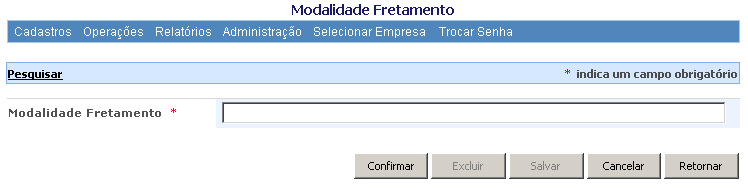 Modalidade Fretamento
Cadastros Operações Relatórios Administração Selecionar Empresa Trocar Senha
Pesquisar * indica um campo obrigatório
Modalidade Fretamento *
Confirmar Excluir Salvar Cancelar Retornar